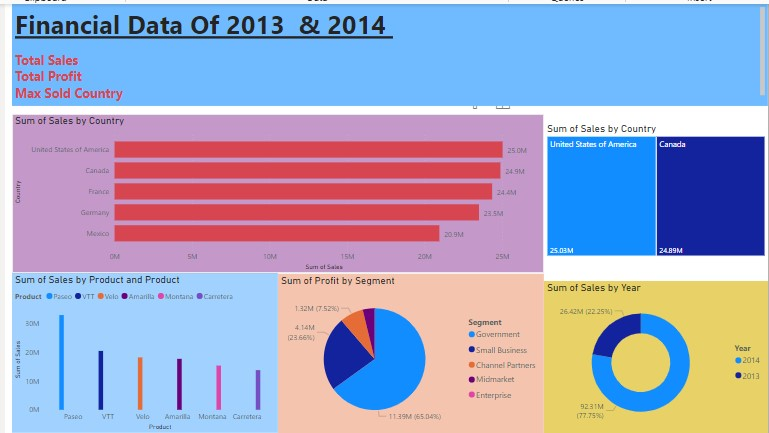 Financial Data Of 2013 & 2014
Total Sales
Total Profit
Max Sold Country
Sum of Sales by Country
Country
United States of America
25.0M
Canada
24.9M
France
24.4M
Germany
23.5M
Mexico
20.9M
0M 5M 10M 15M 20M 25M
Sum of Sales
Sum of Sales by Country
United States of America
Canada
25.03M
24.89M
Sum of Sales by Product and Product
Product Paseo VTT Velo Amarilla Montana Carretera
Sum of Sales
30M
20M
10M
0M
Paseo VTT Velo Amarilla Montana Carretera
Product
Sum of Profit by Segment
1.32M (7.52%)
4.14M
(23.66%)
11.39M (65.04%)
Segment
Government
Small Business
Channel Partners
Midmarket
Enterprise
Sum of Sales by Year
26.42M (22.25%)
92.31M
(77.75%)
Year
2014
2013